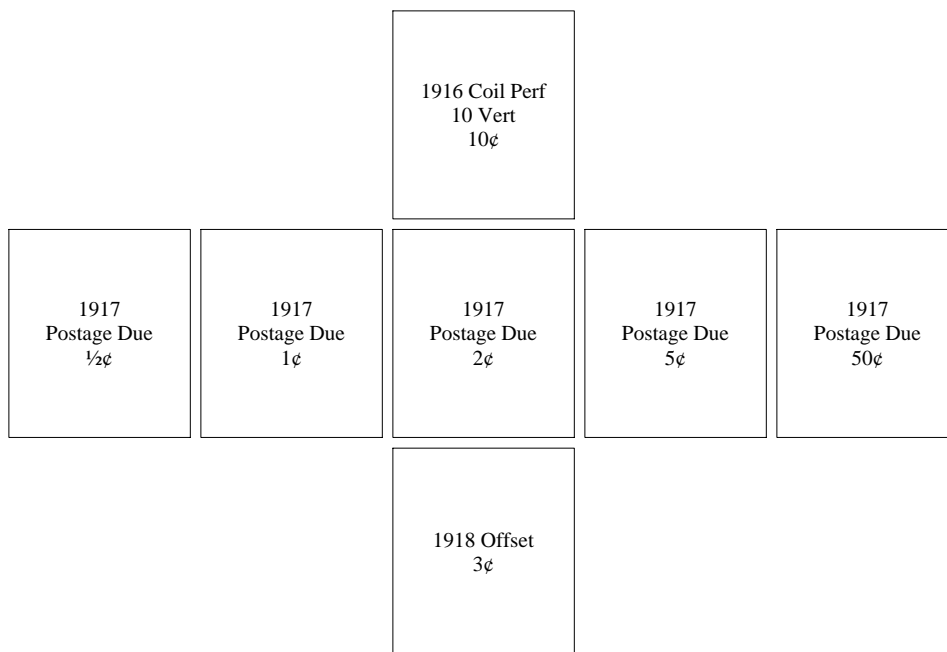 1916 Coil Perf
10 Vert
10¢
1917
Postage Due
½¢
1917
Postage Due
1¢
1917
Postage Due
2¢
1917
Postage Due
5¢
1917
Postage Due
50¢
1918 Offset
3¢